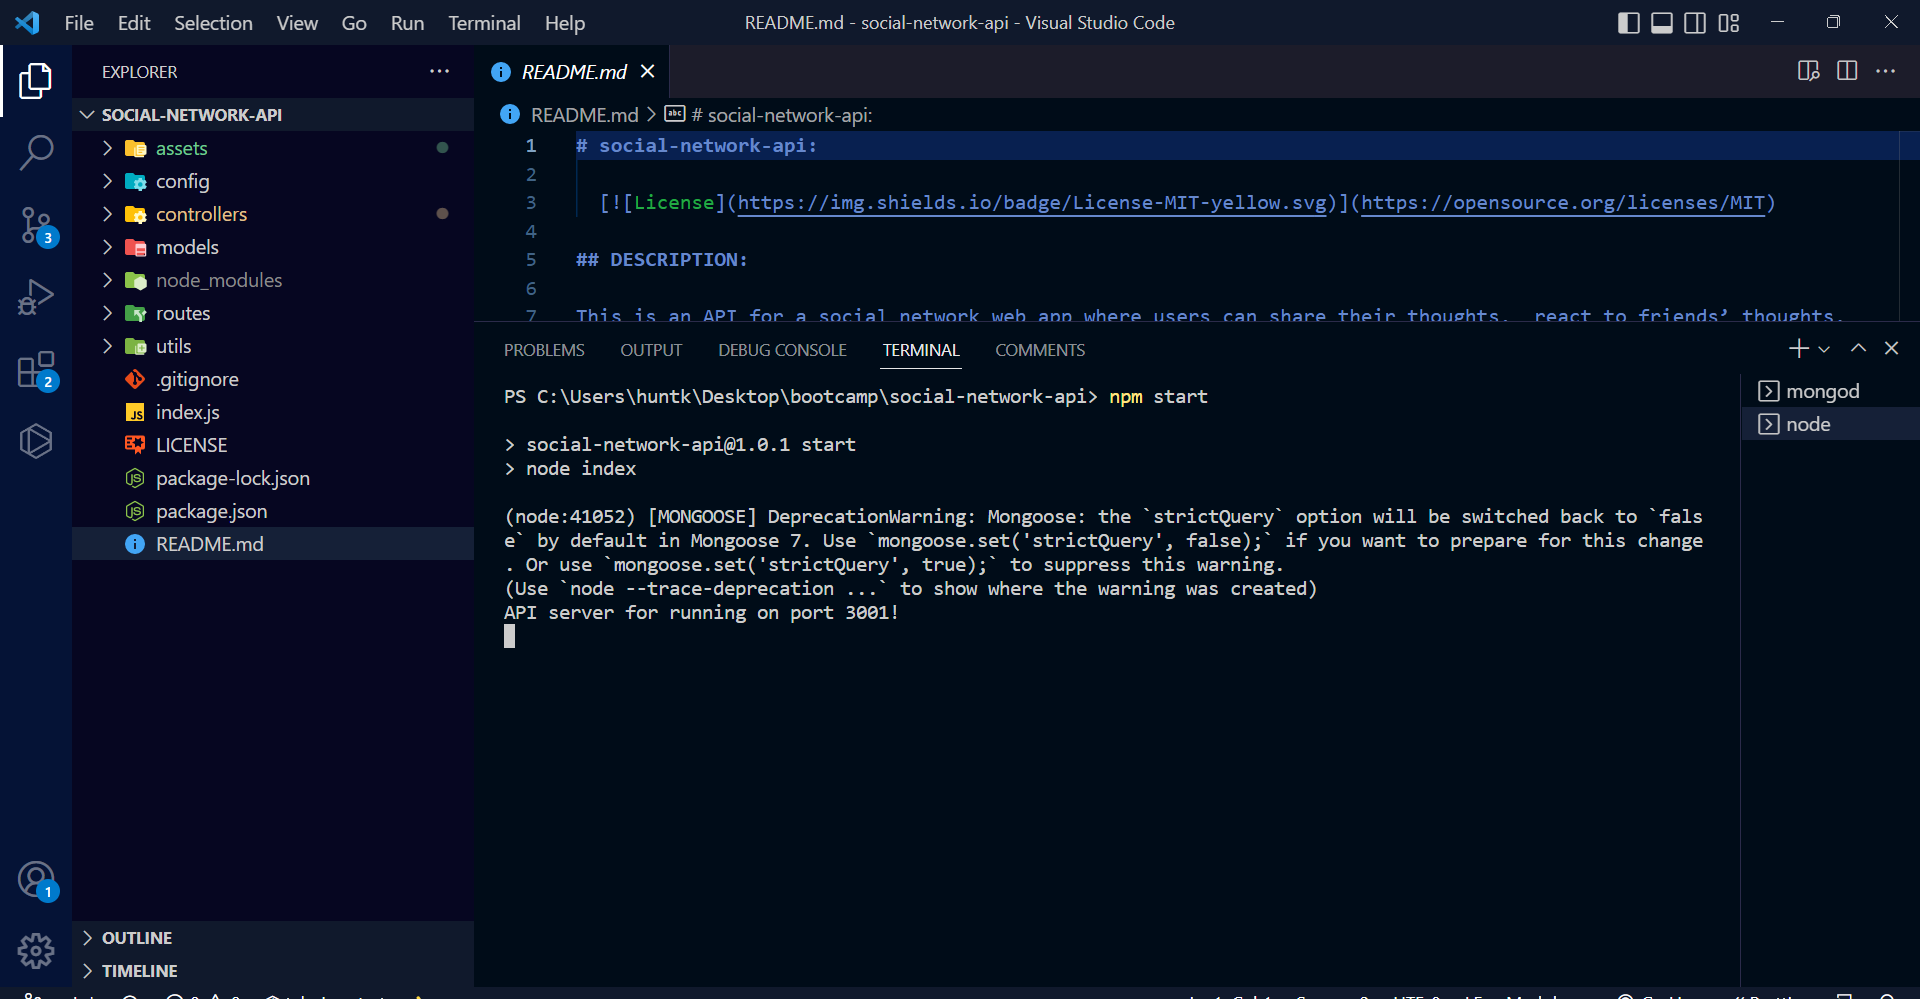 File Edit Selection View Go Run Terminal Help
README.md - social-network-api - Visual Studio Code
EXPLORER
SOCIAL-NETWORK-API
assets
config
controllers
models
node_modules
routes
utils
.gitignore
JS index.js
LICENSE
package-lock.json
package.json
README.md
OUTLINE
TIMELINE
3
2
1
README.md
README.md > abc # social-network-api:
1 # social-network-api:
2
3 [![License](https://img.shields.io/badge/License-MIT-yellow.svg)](https://opensource.org/licenses/MIT)
4
5 ## DESCRIPTION:
6
7 This is an API for a social network web app where users can share their thoughts, react to friends’ thoughts,
PROBLEMS OUTPUT DEBUG CONSOLE TERMINAL COMMENTS
PS C:\Users\huntk\Desktop\bootcamp\social-network-api> npm start
> social-network-api@1.0.1 start
> node index
(node:41052) [MONGOOSE] DeprecationWarning: Mongoose: the `strictQuery` option will be switched back to `fals
e` by default in Mongoose 7. Use `mongoose.set('strictQuery', false);` if you want to prepare for this change
. Or use `mongoose.set('strictQuery', true);` to suppress this warning.
(Use `node --trace-deprecation ...` to show where the warning was created)
API server for running on port 3001!
mongod
node